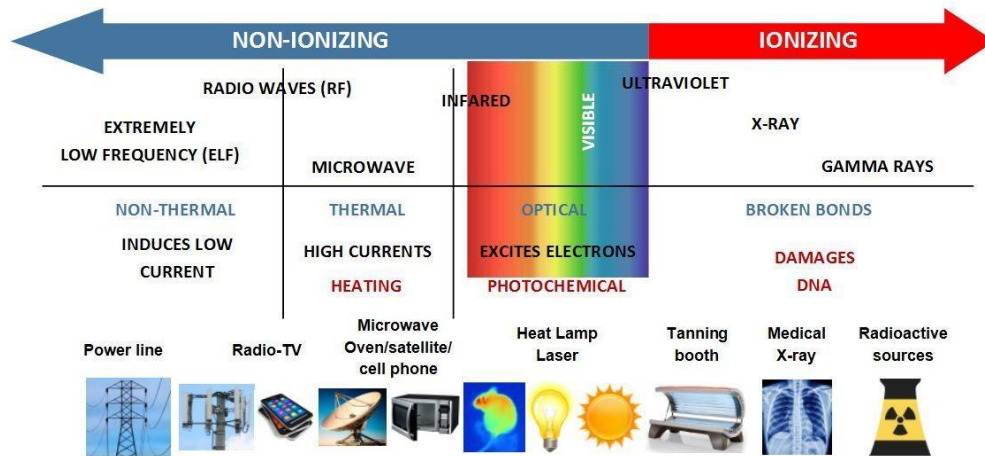 NON-IONIZING
IONIZING
RADIO WAVES (RF)
INFARED
VISIBLE
ULTRAVIOLET
EXTREMELY
LOW FREQUENCY (ELF)
MICROWAVE
X-RAY
GAMMA RAYS
NON-THERMAL
THERMAL
OPTICAL
BROKEN BONDS
INDUCES LOW
CURRENT
HIGH CURRENTS
EXCITES ELECTRONS
DAMAGES
DNA
HEATING
PHOTOCHEMICAL
Power line
Radio-TV
Microwave
Oven/satellite/
cell phone
Heat Lamp
Laser
Tanning
booth
Medical
X-ray
Radioactive
sources